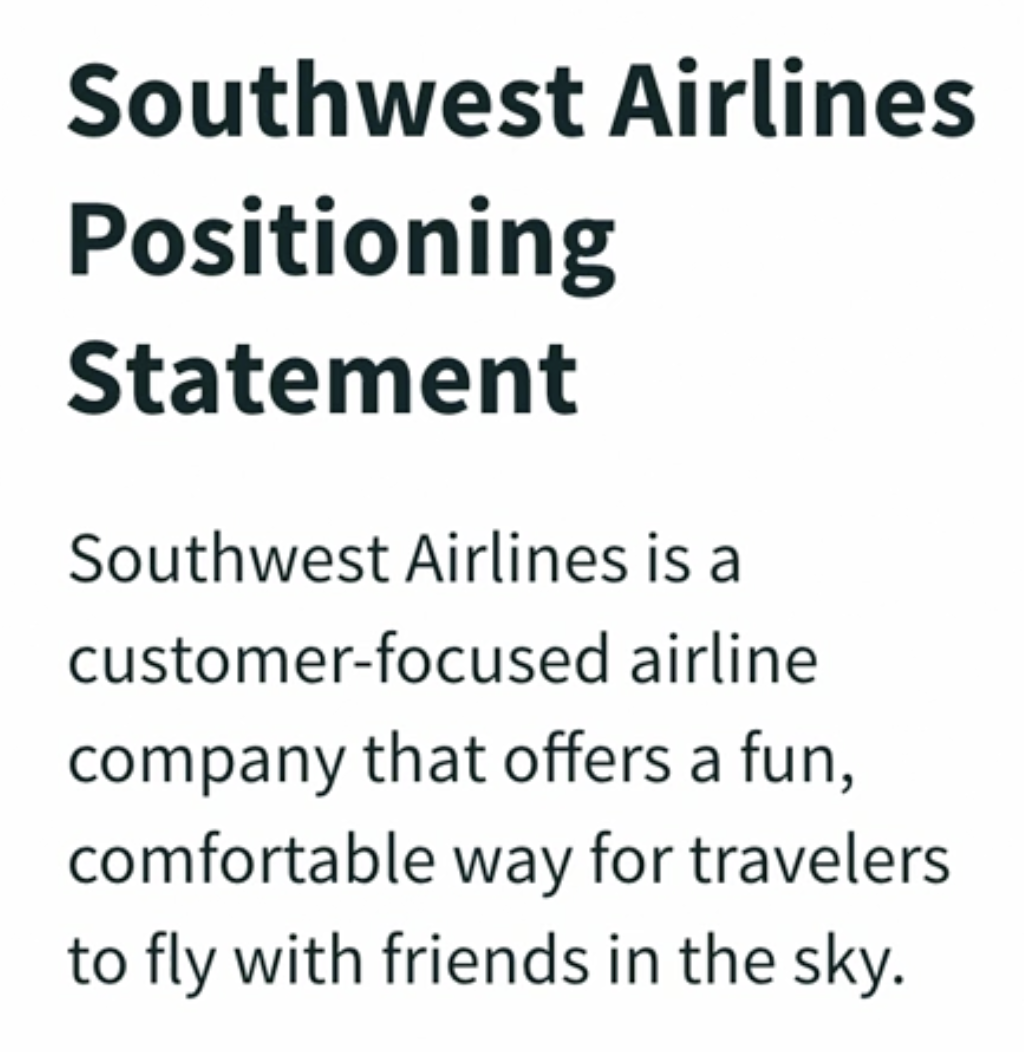 Southwest Airlines
Positioning
Statement
Southwest Airlines is a
customer-focused airline
company that offers a fun,
comfortable way for travelers
to fly with friends in the sky.